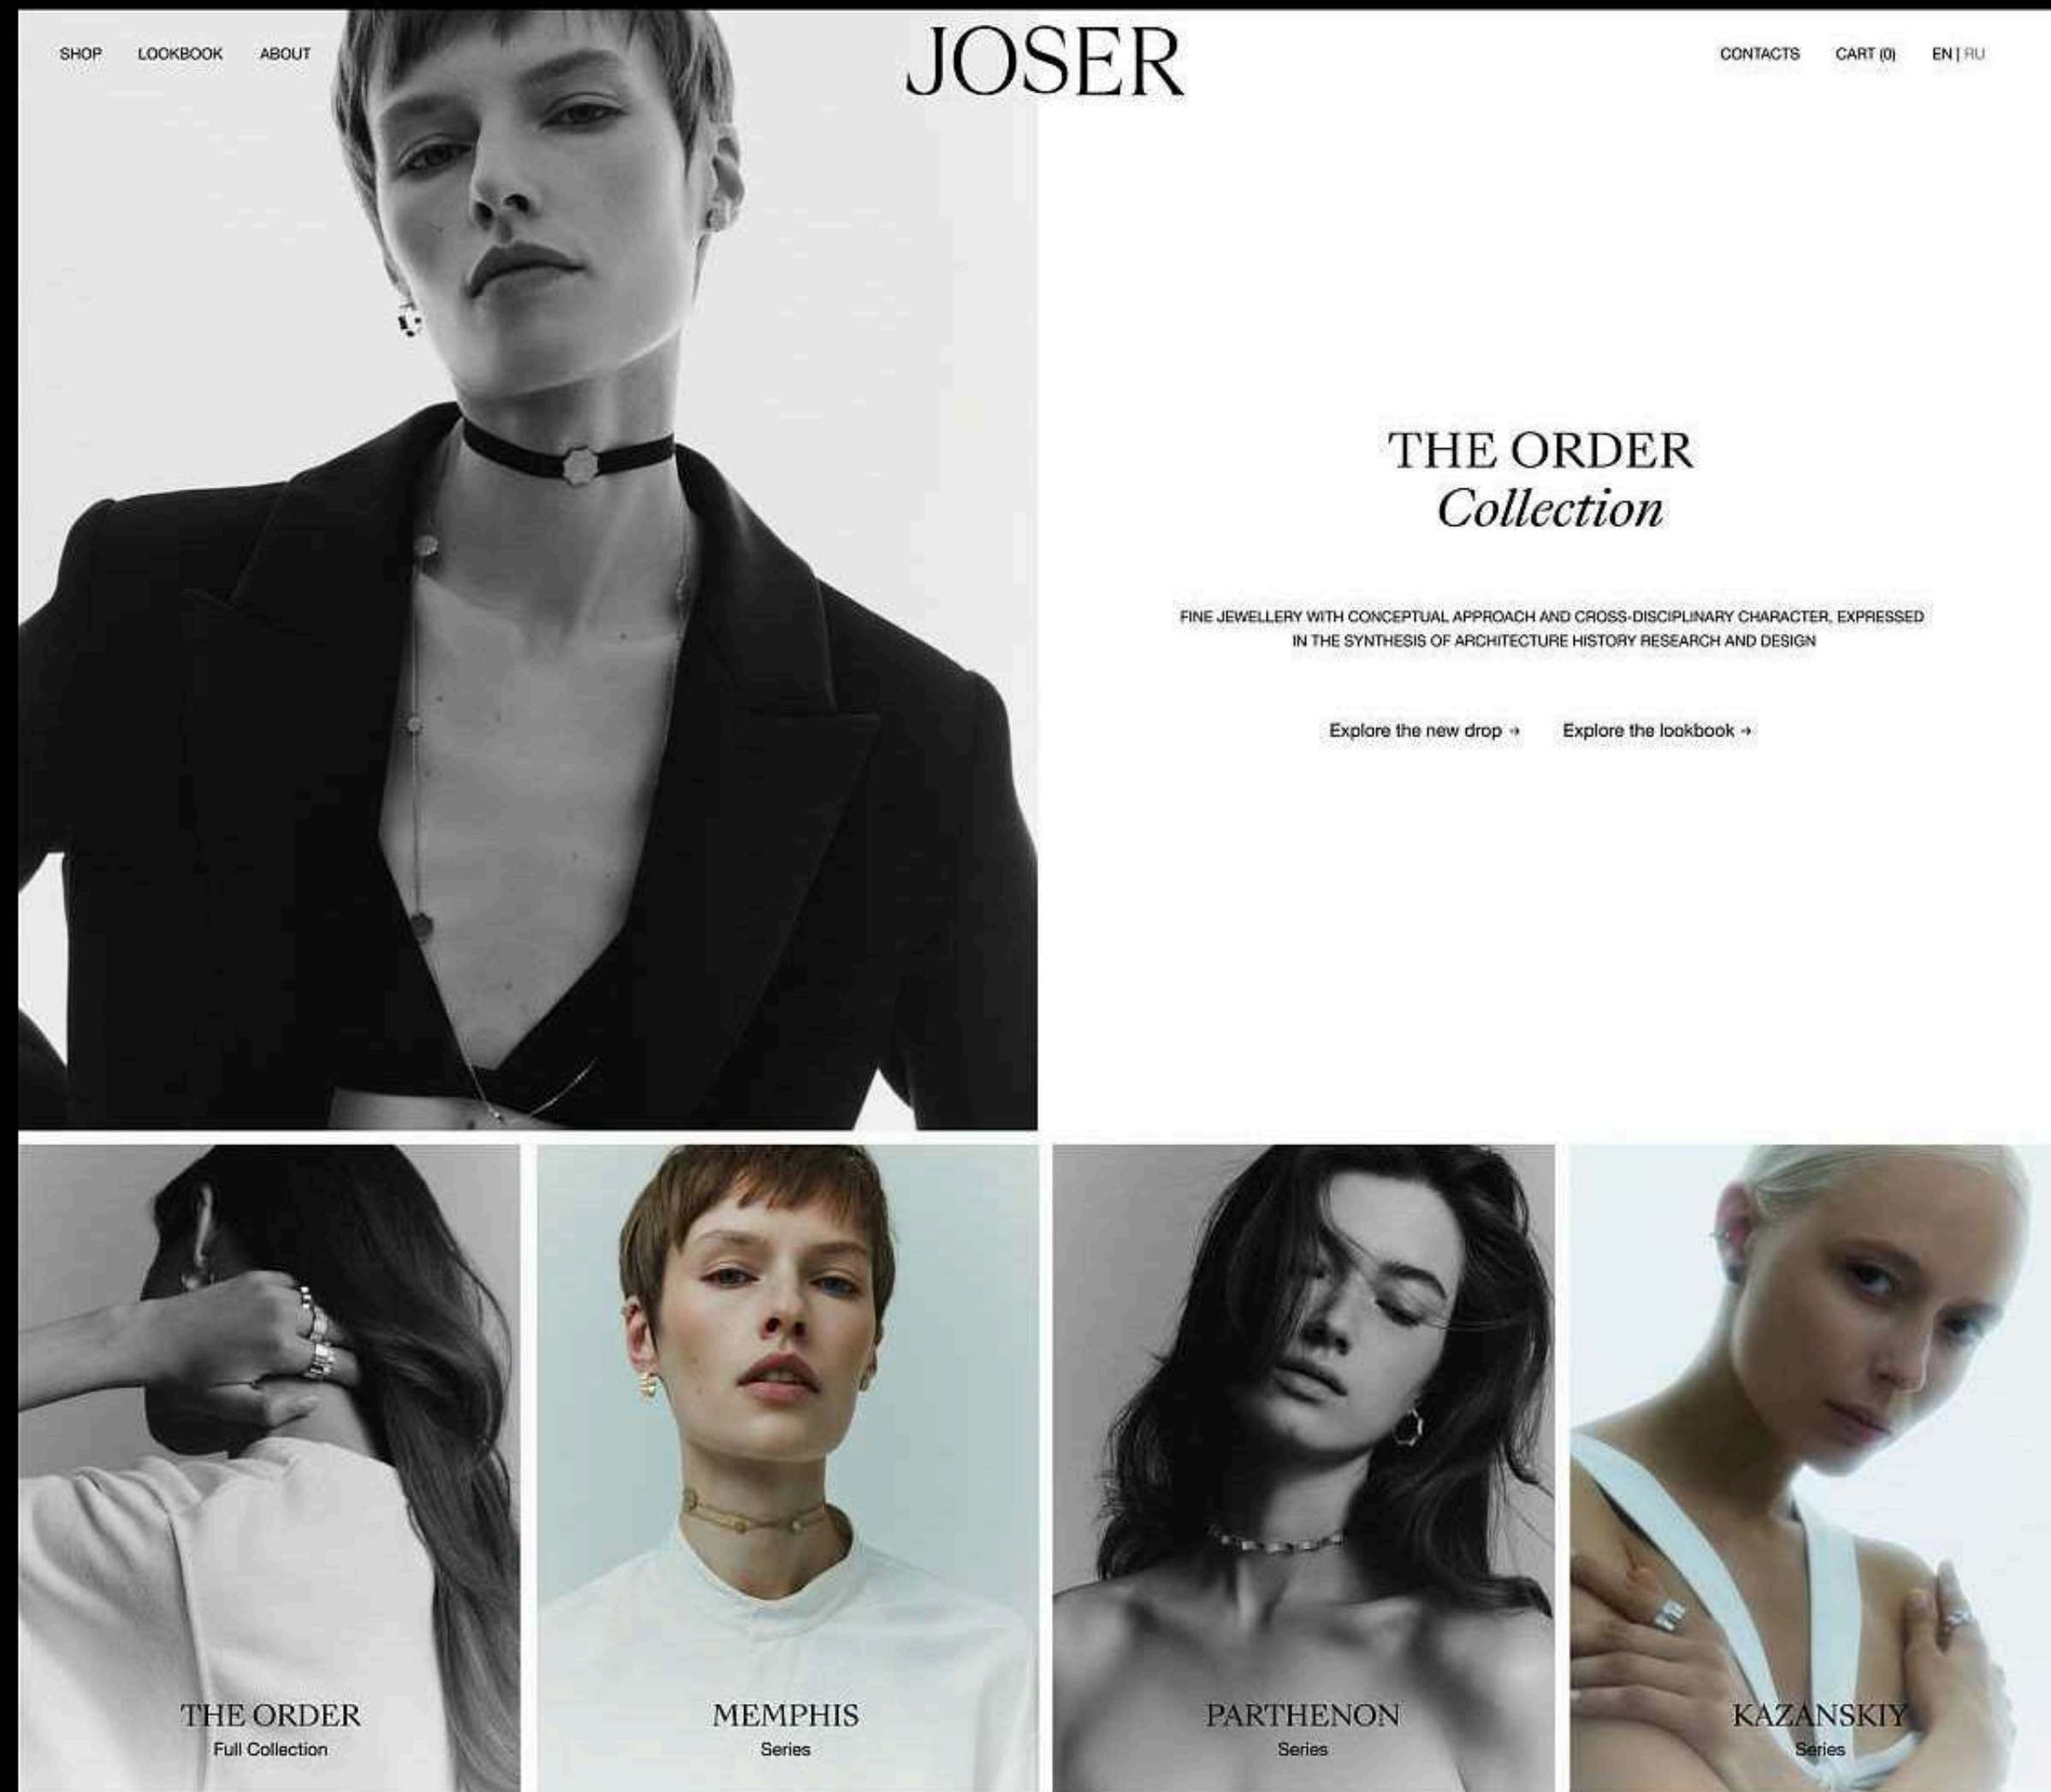 SHOP LOOKBOOK ABOUT JOSER CONTACTS CART (0) EN | RU
THE ORDER
Collection
FINE JEWELLERY WITH CONCEPTUAL APPROACH AND CROSS-DISCIPLINARY CHARACTER, EXPRESSED
IN THE SYNTHESIS OF ARCHITECTURE HISTORY RESEARCH AND DESIGN
Explore the new drop → Explore the lookbook →
THE ORDER
Full Collection
MEMPHIS
Series
PARTHENON
Series
KAZANSKIY
Series